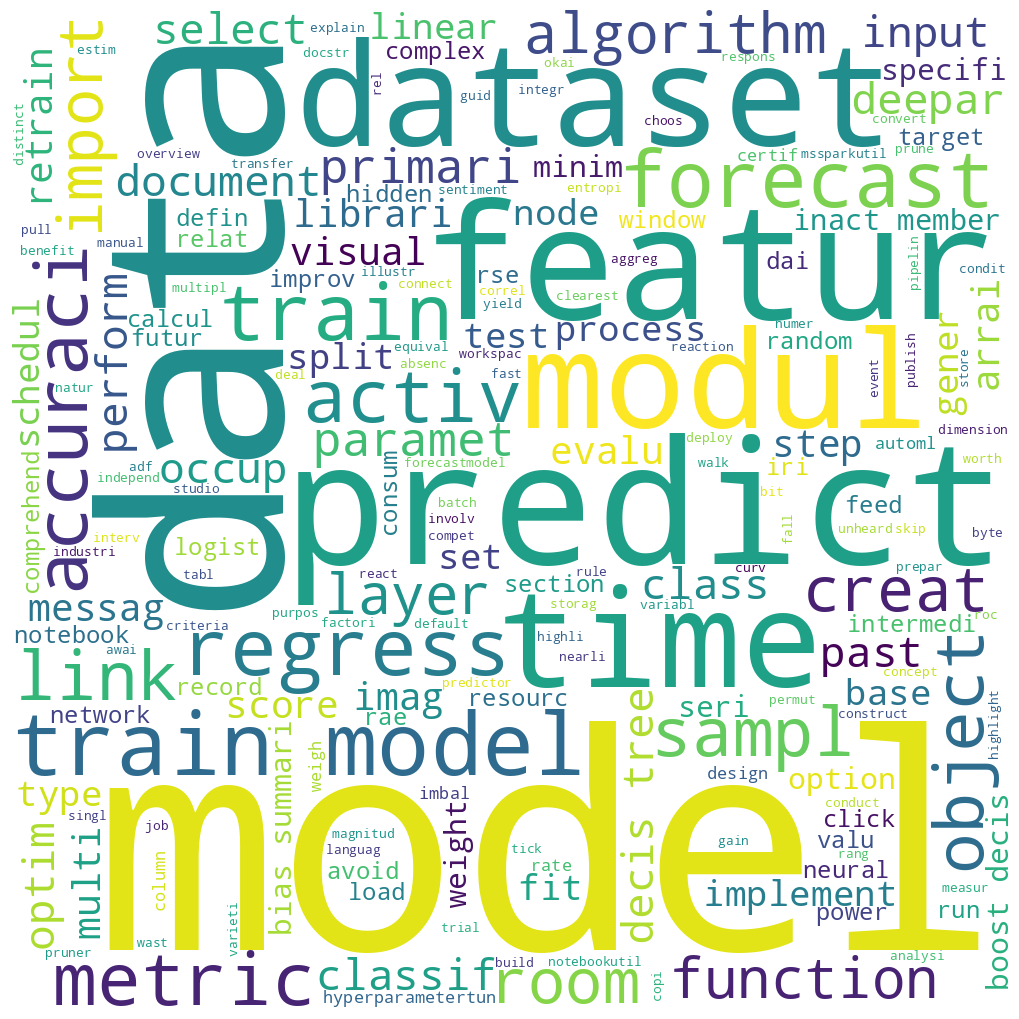 select
explain
docstr
linear
complex
algorithm
okai
respons
input
estim
import
retrain
distinct
data
dataset
rel
guid
integr
choos
specifi
deepar
convert
target
overview
transfer
document
primari
hidden
sentiment
minim
entropi
certif
mssparkutil
prune
forecast
defin
relat
librari
node
window
inact member
pull
manual
benefit
visual
featur
aggreg
dai
pipelin
condit
accuraci
perform
multipl
improv
illustr
connect
rse
correl
yield
clearest
calcul
futur
train
test
process
numer
random
gener
store
arrai
comprehend
schedul
split
equival
absenc
workspac
fast
reaction
event
publish
natur
deal
activ
modul
dimension
paramet
evalu
deploy
step
automl
adf
occup
independ
studio
consum
forecastmodel
predict
walk
iri
bit
worth
interv
logist
batch
involv
compet
feed
unheard
skip
fall
byte
industri
tabl
set
curv
react
rule
layer
section
class
prepar
creat
messag
purpos
factori
default
storag
variabl
notebook
criteria
awai
regress
highli
nearli
time
intermedi
roc
past
object
link
record
score
imag
resourc
predictor
seri
permut
base
concept
construct
highlight
network
rae
train model
sampl
decis tree
design
option
type
optim
multi
singl
job
column
bias summari
weigh
imbal
magnitud
languag
avoid
load
weight
tick
rate
fit
model
gain
conduct
click
valu
rang
neural
implement
power
measur
run
boost decis
pruner
wast
varieti
trial
analysi
metric
classif
build
notebookutil
hyperparametertun
room
copi
function